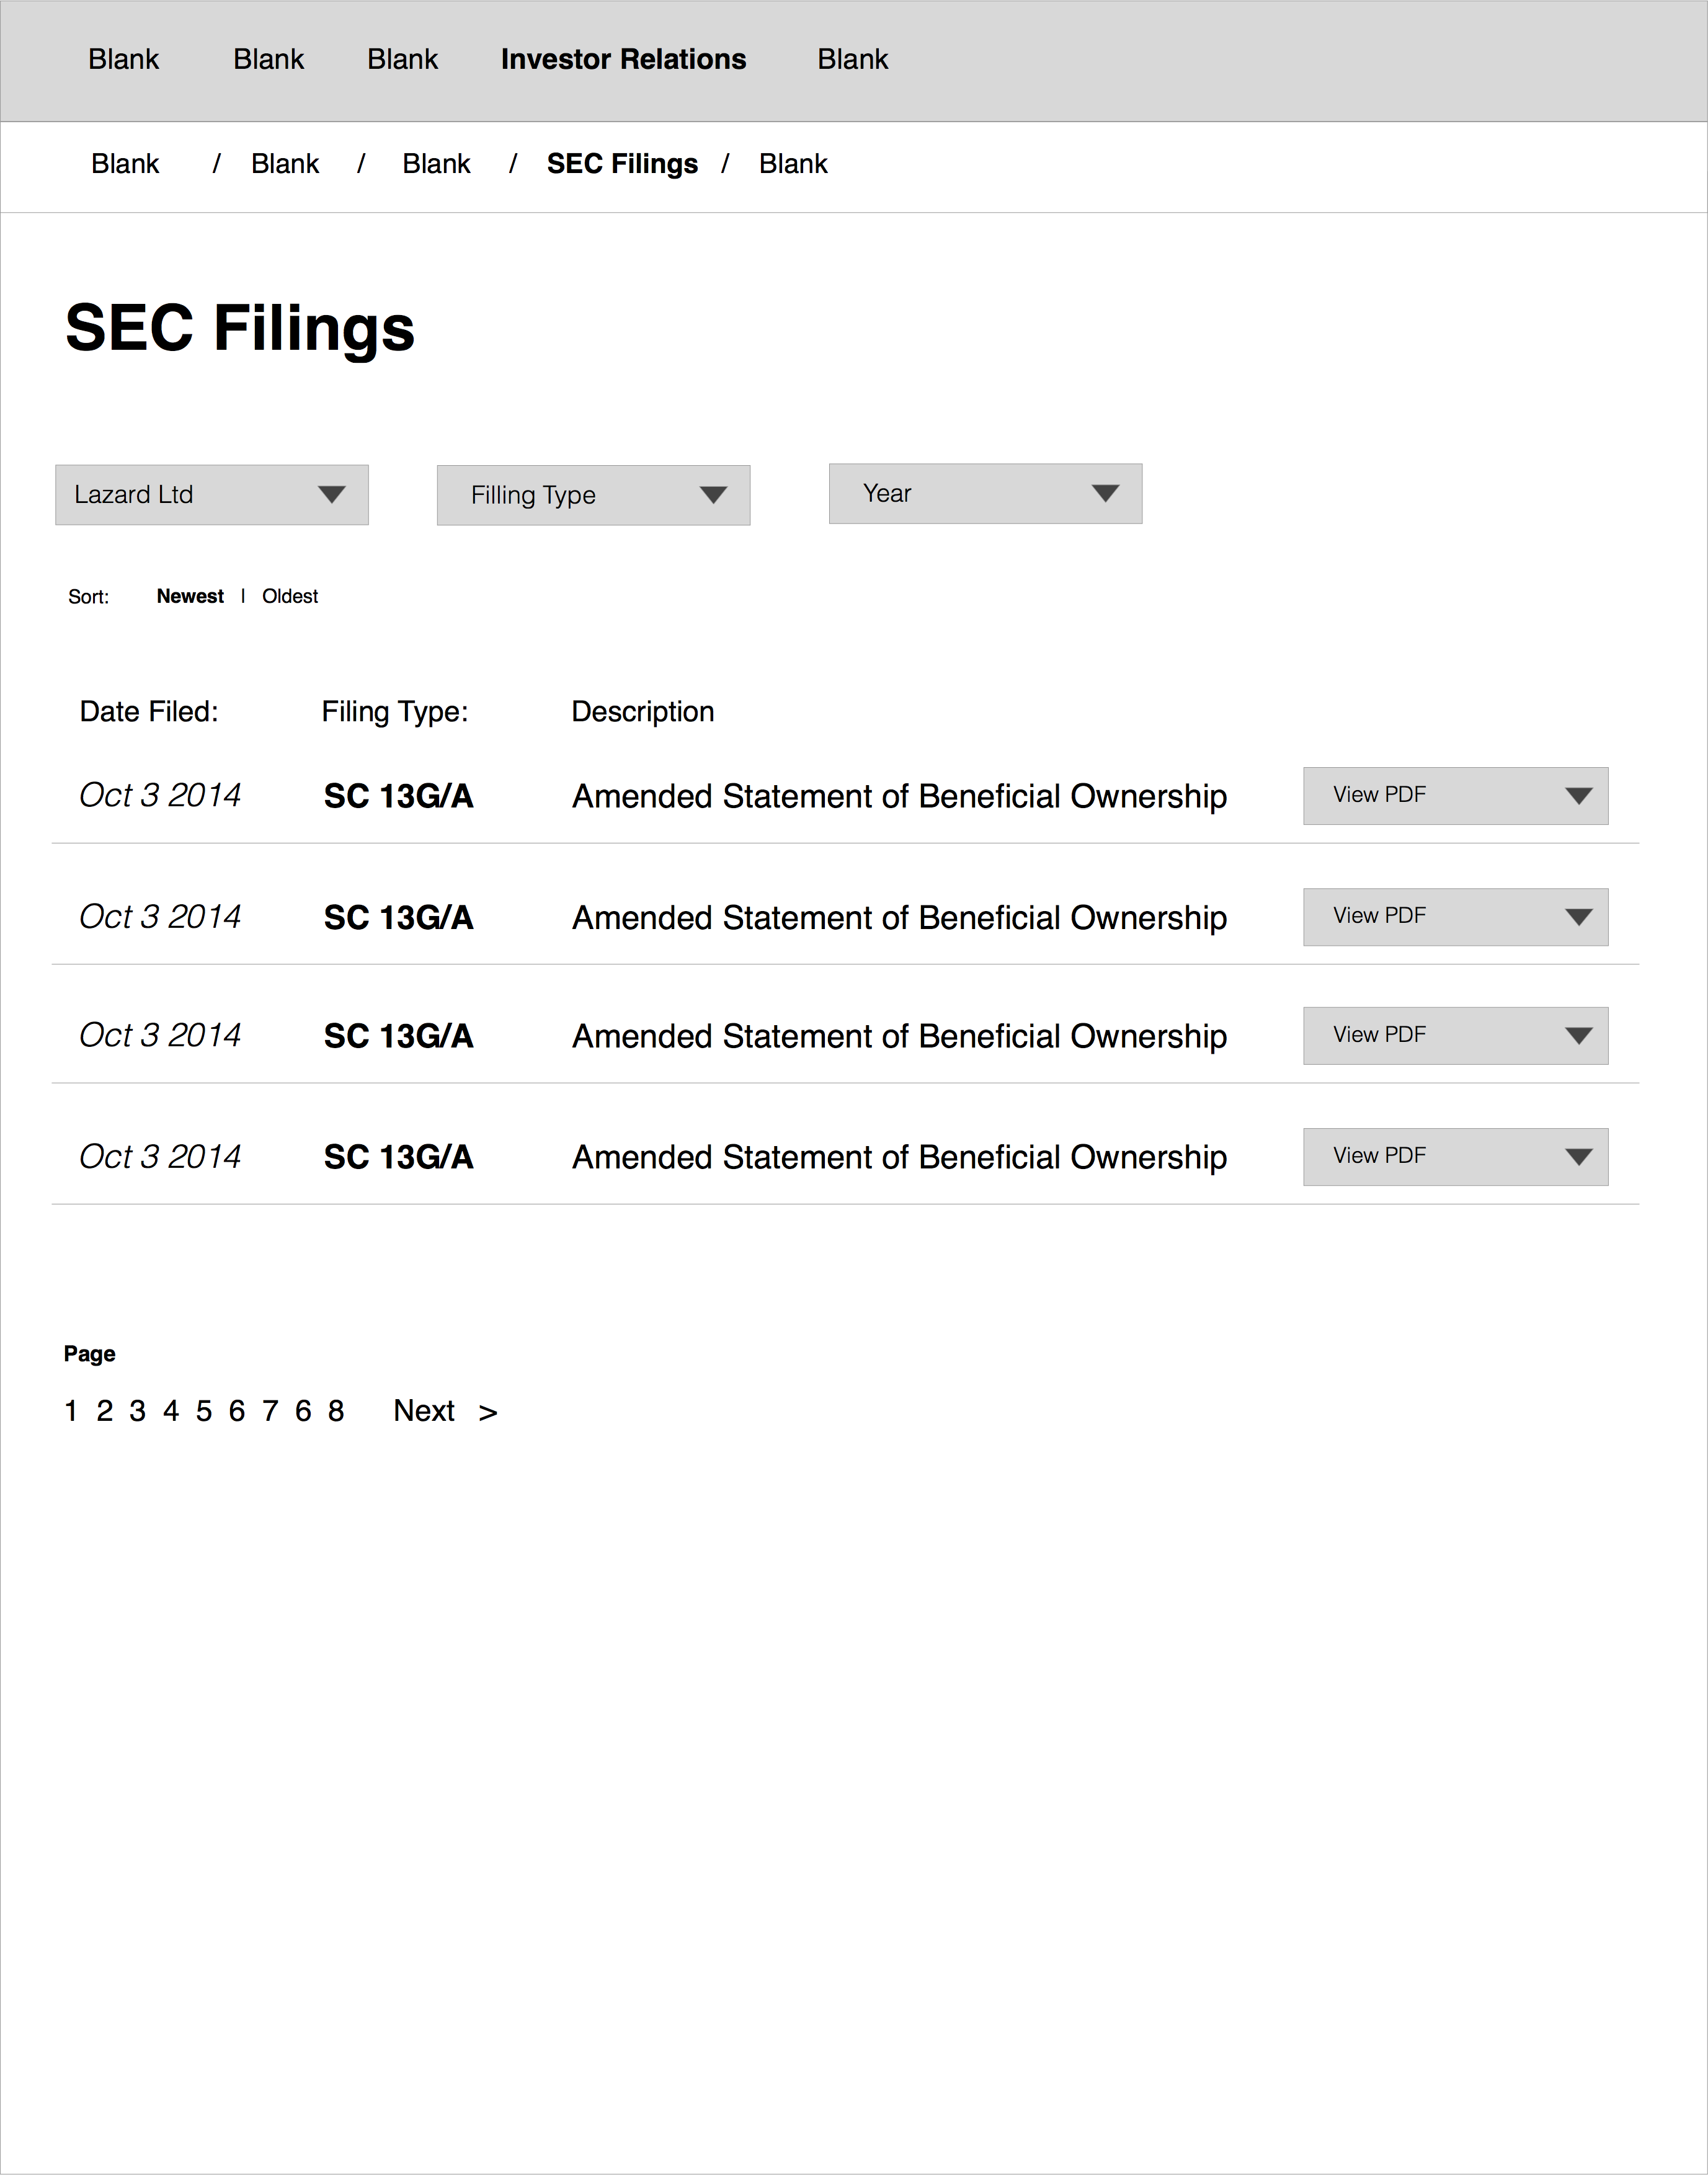 Blank Blank Blank Investor Relations Blank
Blank / Blank / Blank / SEC Filings / Blank
SEC Filings
Lazard Ltd Filling Type Year
Sort: Newest | Oldest
Date Filed: Filing Type: Description
Oct 3 2014 SC 13G/A Amended Statement of Beneficial Ownership View PDF
Oct 3 2014 SC 13G/A Amended Statement of Beneficial Ownership View PDF
Oct 3 2014 SC 13G/A Amended Statement of Beneficial Ownership View PDF
Oct 3 2014 SC 13G/A Amended Statement of Beneficial Ownership View PDF
Page
1 2 3 4 5 6 7 6 8 Next >